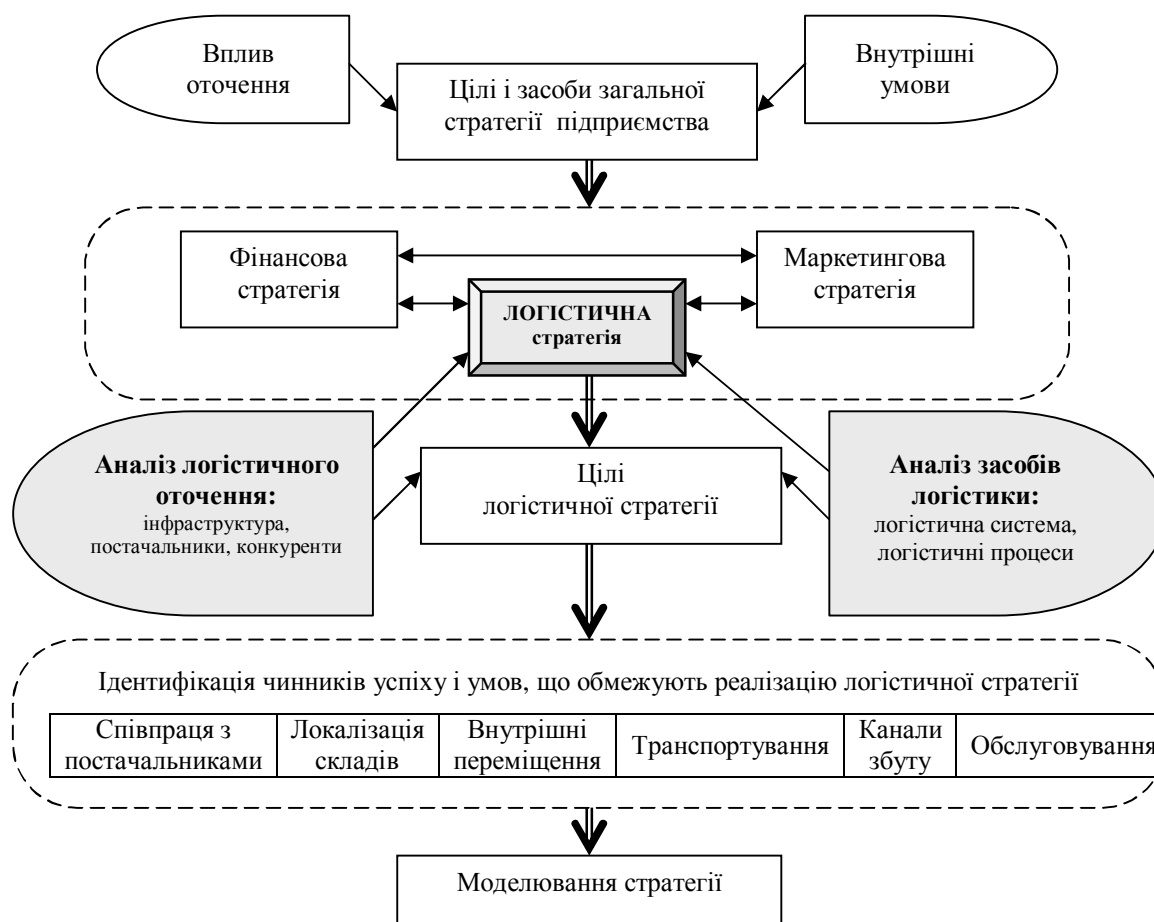 Вплив
оточення
Внутрішні
умови
Цілі і засоби загальної
стратегії підприємства
Фінансова
стратегія
Маркетингова
стратегія
ЛОГІСТИЧНА
стратегія
Аналіз логістичного
оточення:
інфраструктура,
постачальники, конкуренти
Цілі
логістичної стратегії
Аналіз засобів
логістики:
логістична система,
логістичні процеси
Ідентифікація чинників успіху і умов, що обмежують реалізацію логістичної стратегії
Співпраця з
постачальниками
Локалізація
складів
Внутрішні
переміщення
Транспортування
Канали
збуту
Обслуговування
Моделювання стратегії